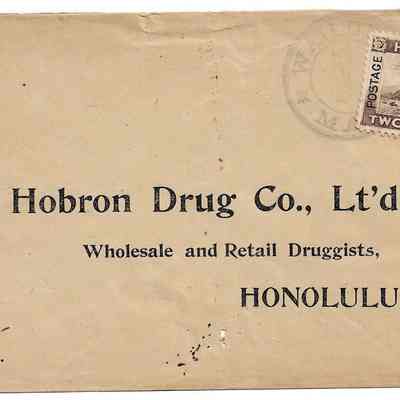 POSTAGE
TWO
Hobron Drug Co., Lt'd
Wholesale and Retail Druggists,
HONOLULU